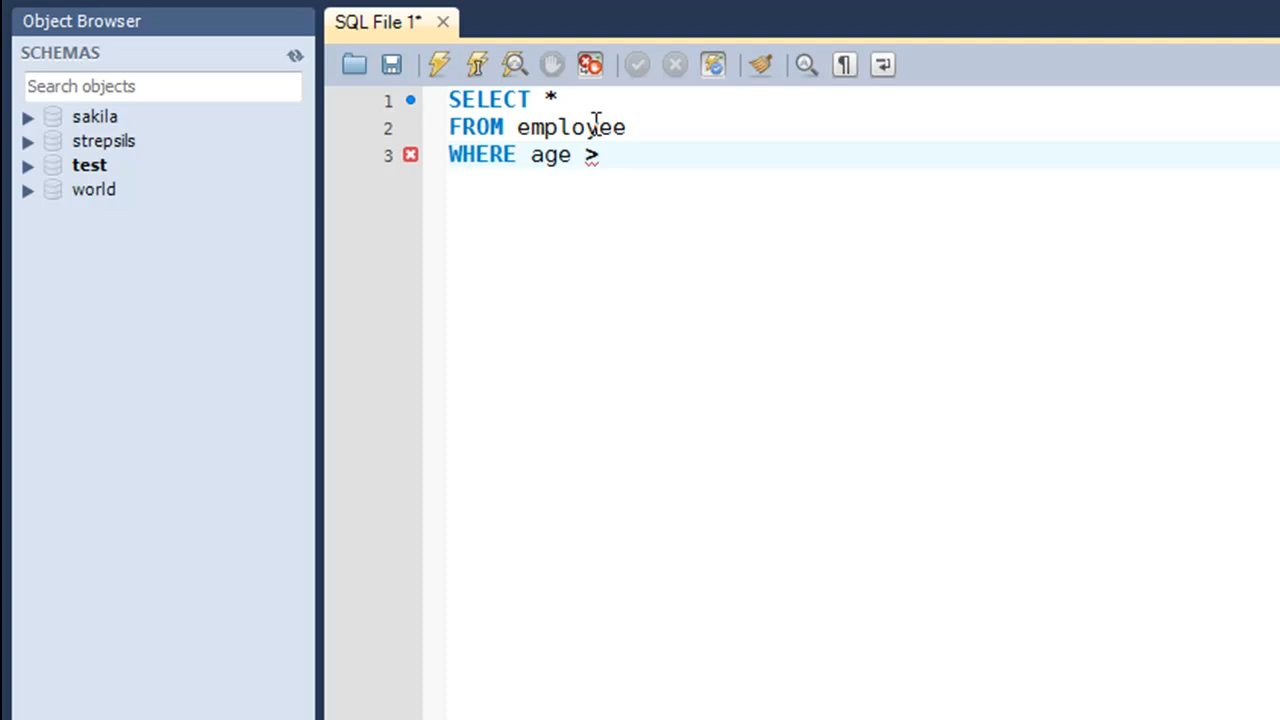 Object Browser
SCHEMAS
Search objects
sakila
strepsils
test
world
SQL File 1*
1 SELECT *
2 FROM employee
3 WHERE age >